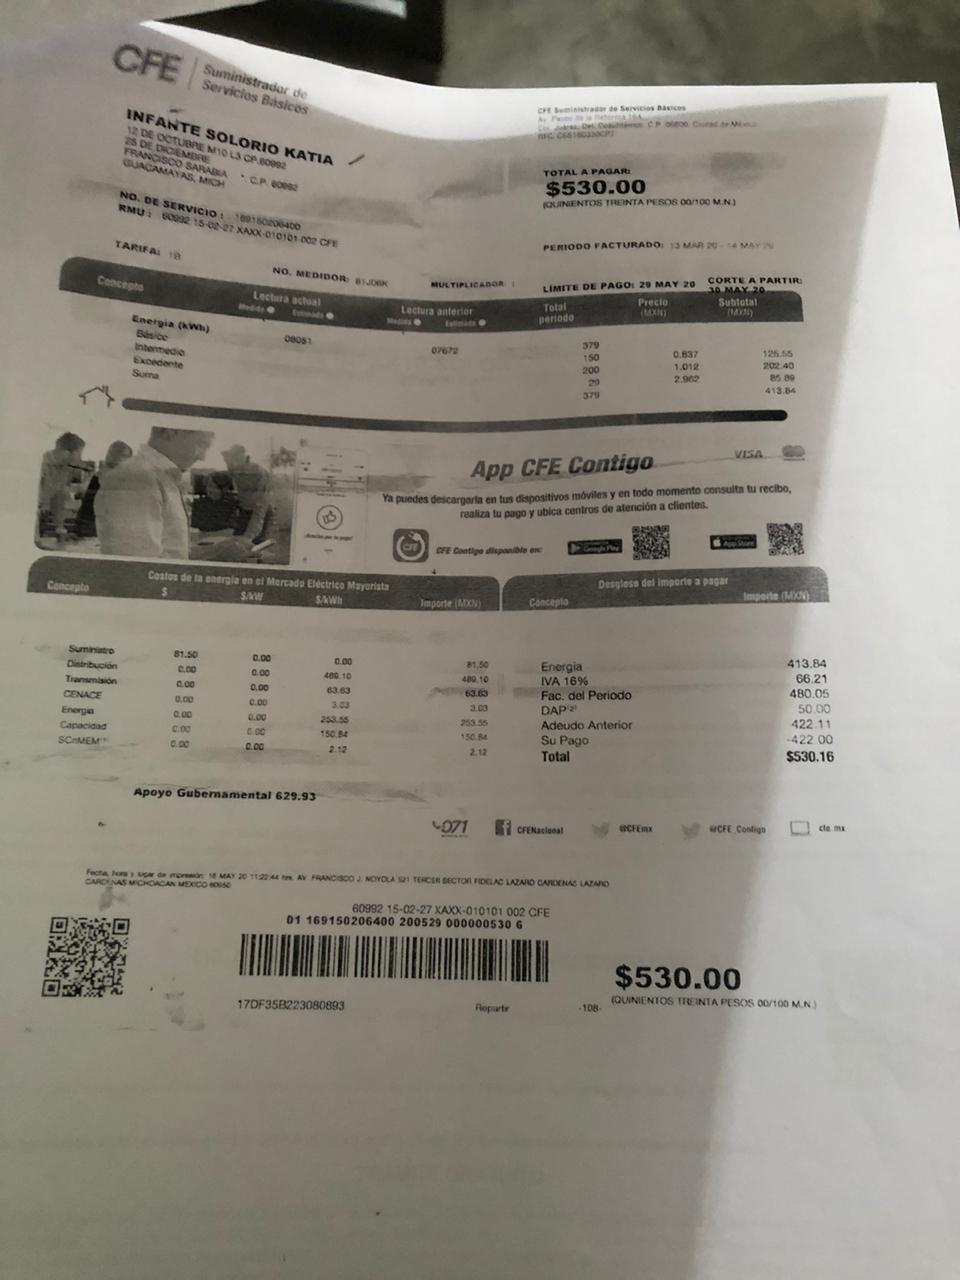 CFE Suministrador de
Servicios Básicos
INFANTE SOLORIO KATIA
12 DE OCTUBRE M10 L3 CP.60992
28 DE DICIEMBRE
FRANCISCO SARABIA C.P. 60992
GUACAMAYAS, MICH
NO. DE SERVICIO : 169150206400
RMU : 60992 15-02-27 XAXX-010101 002 CFE
CFE Suministrador de Servicios Básicos
Av. Paseo de la Reforma 164,
Col. Juárez, Del. Cuauhtémoc, C.P. 06600, Ciudad de México.
TOTAL A PAGAR:
$530.00
(QUINIENTOS TREINTA PESOS 00/100 M.N.)
PERIODO FACTURADO: 13 MAR 20 - 14 MAY 20
TARIFA: 1B
NO. MEDIDOR: 81J08K
MULTIPLICADOR : 1
LÍMITE DE PAGO: 29 MAY 20
CORTE A PARTIR:
30 MAY 20
Concepto
Lectura actual
Medida Estimada
Lectura anterior
Medida Estimada
Total
periodo
Precio
(MXN)
Subtotal
(MXN)
Energía (kWh) 08051 07672 379
Básico 150 0.837 125.55
Intermedio 200 1.012 202.40
Excedente 29 2.962 85.89
Suma 379 413.84
App CFE Contigo
VISA
Ya puedes descargarla en tus dispositivos móviles y en todo momento consulta tu recibo,
realiza tu pago y ubica centros de atención a clientes.
¡Gracias por tu pago!
CFE
CFE Contigo disponible en:
Google Play
App Store
Costos de la energía en el Mercado Eléctrico Mayorista
Concepto $ $/kW $/kWh Importe (MXN)
Suministro 81.50 0.00 0.00 81.50
Distribución 0.00 0.00 489.10 489.10
Transmisión 0.00 0.00 63.63 63.63
CENACE 0.00 0.00 3.03 3.03
Energía 0.00 0.00 253.55 253.55
Capacidad 0.00 0.00 150.84 150.84
SCnMEM 0.00 0.00 2.12 2.12
Desglose del importe a pagar
Concepto Importe (MXN)
Energía 413.84
IVA 16% 66.21
Fac. del Periodo 480.05
DAP(2) 50.00
Adeudo Anterior 422.11
Su Pago -422.00
Total $530.16
Apoyo Gubernamental 629.93
071
CFENacional
@CFEmx
@CFE_Contigo
cfe.mx
Fecha, hora y lugar de impresión: 18 MAY 20 11:22:44 hrs. AV. FRANCISCO J. NOYOLA 521 TERCER SECTOR FIDELAC LAZARO CARDENAS LAZARO
CARDENAS MICHOACAN MEXICO 60950
60992 15-02-27 XAXX-010101 002 CFE
01 169150206400 200529 000000530 6
17DF35B223080893
Repartir
-108-
$530.00
(QUINIENTOS TREINTA PESOS 00/100 M.N.)